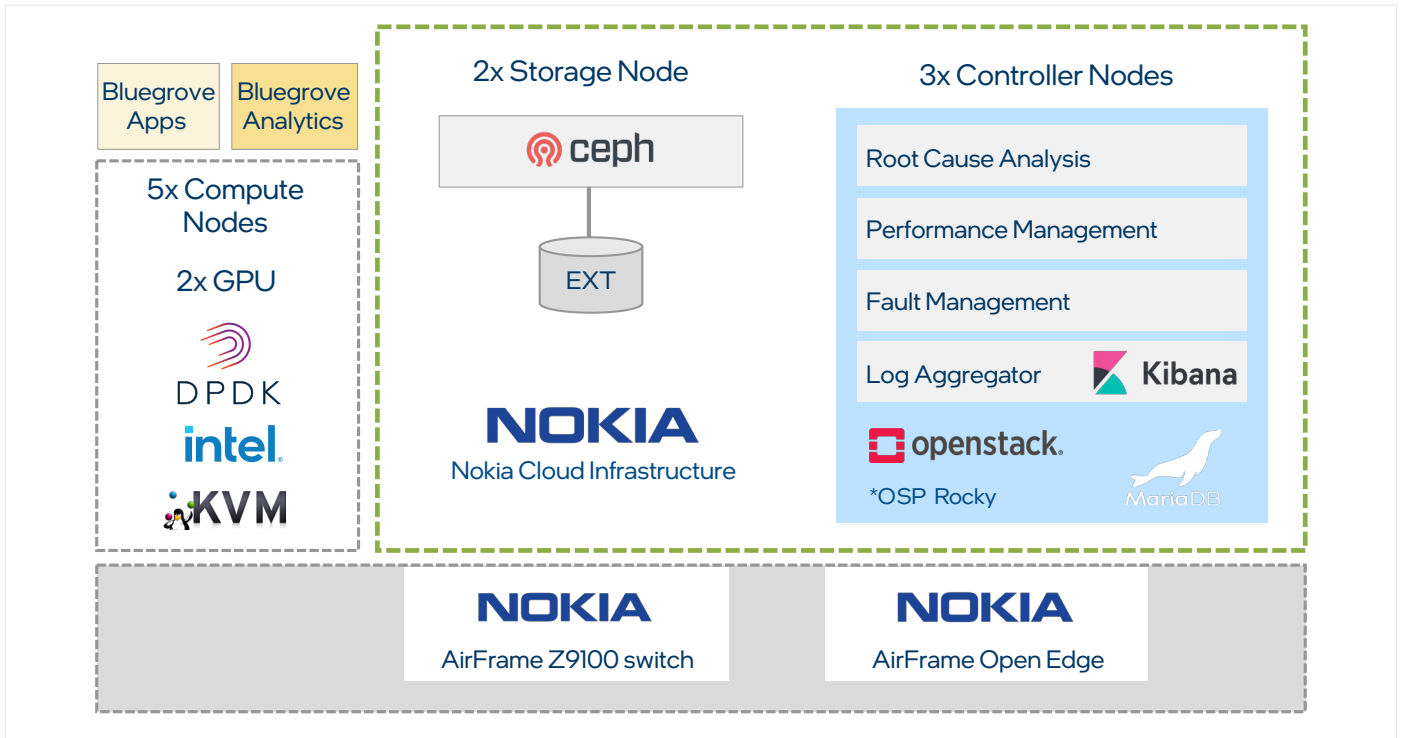 Bluegrove
Apps
Bluegrove
Analytics
5x Compute
Nodes
2x GPU
DPDK
intel.
KVM
2x Storage Node
ceph
EXT
NOKIA
Nokia Cloud Infrastructure
3x Controller Nodes
Root Cause Analysis
Performance Management
Fault Management
Log Aggregator
Kibana
openstack.
*OSP Rocky
MariaDB
NOKIA
AirFrame Z9100 switch
NOKIA
AirFrame Open Edge